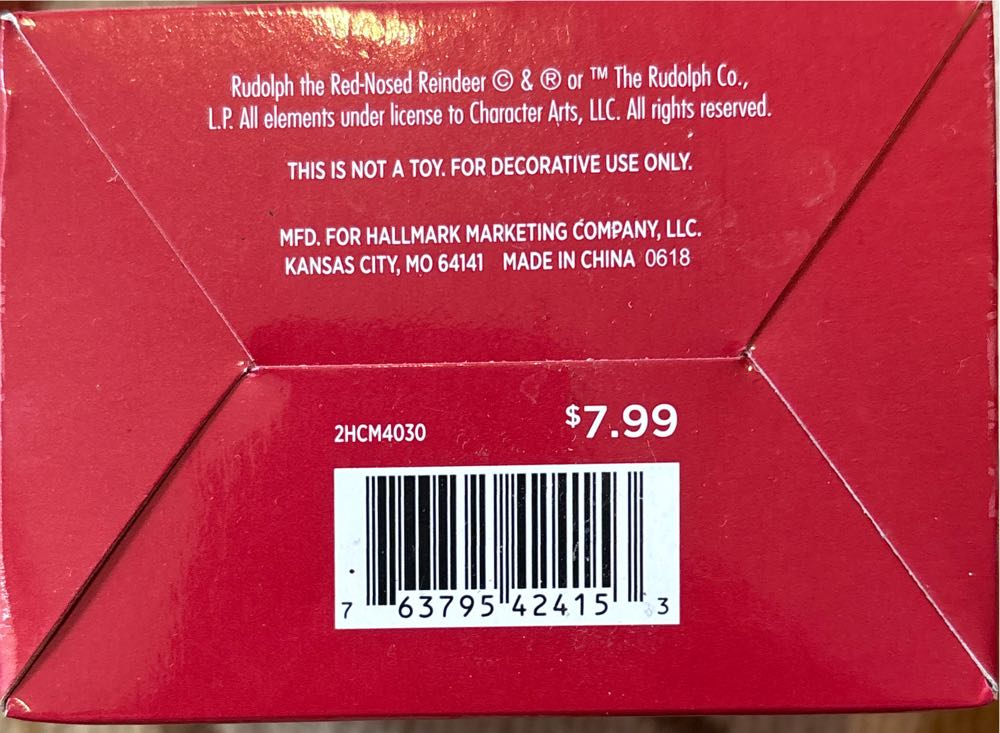 Rudolph the Red-Nosed Reindeer © & ® or ™ The Rudolph Co.,
L.P. All elements under license to Character Arts, LLC. All rights reserved.
THIS IS NOT A TOY. FOR DECORATIVE USE ONLY.
MFD. FOR HALLMARK MARKETING COMPANY, LLC.
KANSAS CITY, MO 64141 MADE IN CHINA 0618
2HCM4030 $7.99
7 63795 42415 3